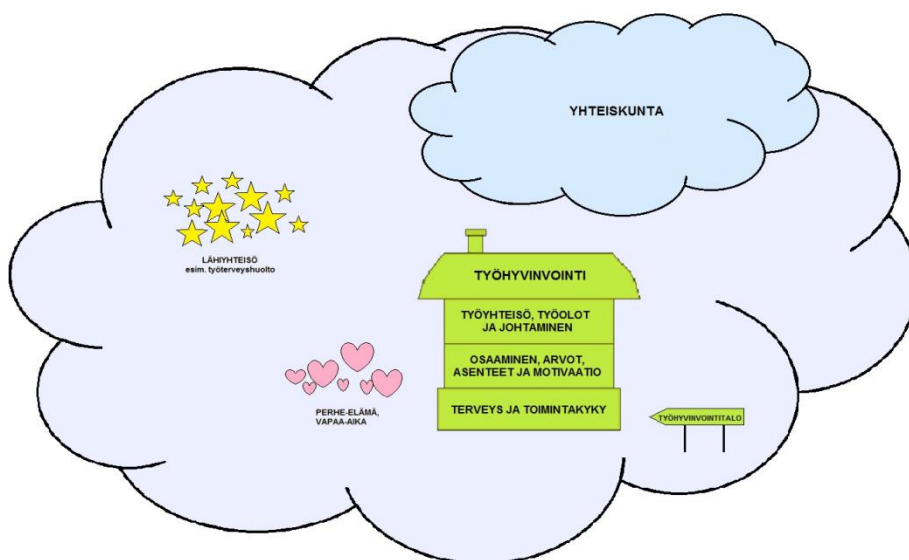 YHTEISKUNTA
LÄHIYHTEISÖ
esim. työterveyshuolto
TYÖHYVINVOINTI
TYÖYHTEISÖ, TYÖOLOT
JA JOHTAMINEN
OSAAMINEN, ARVOT,
ASENTEET JA MOTIVAATIO
TERVEYS JA TOIMINTAKYKY
PERHE-ELÄMÄ,
VAPAA-AIKA
TYÖHYVINVOINTITALO